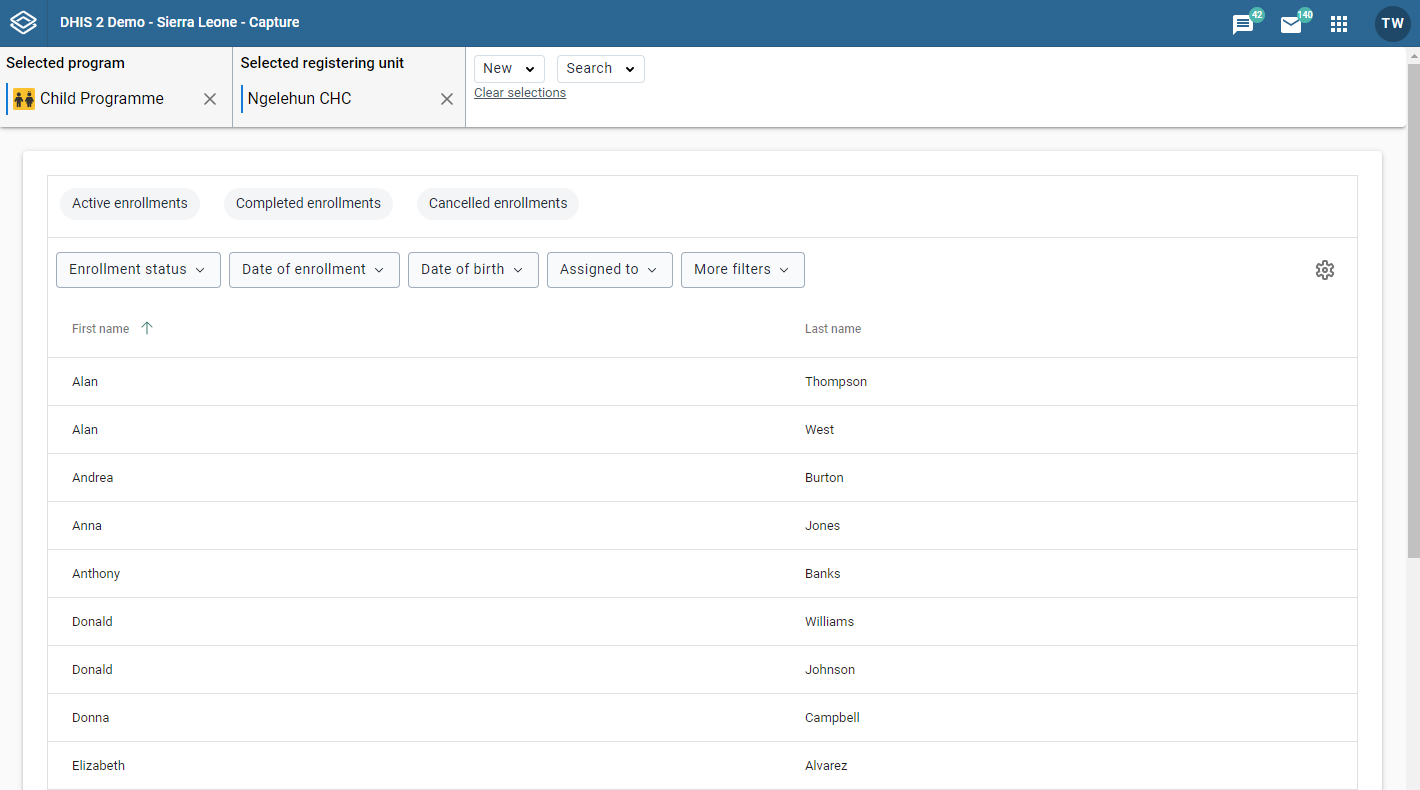 DHIS 2 Demo - Sierra Leone - Capture
42
140
TW
Selected program
Child Programme
Selected registering unit
Ngelehun CHC
New
Search
Clear selections
Active enrollments
Completed enrollments
Cancelled enrollments
Enrollment status
Date of enrollment
Date of birth
Assigned to
More filters
First name Last name
Alan Thompson
Alan West
Andrea Burton
Anna Jones
Anthony Banks
Donald Williams
Donald Johnson
Donna Campbell
Elizabeth Alvarez